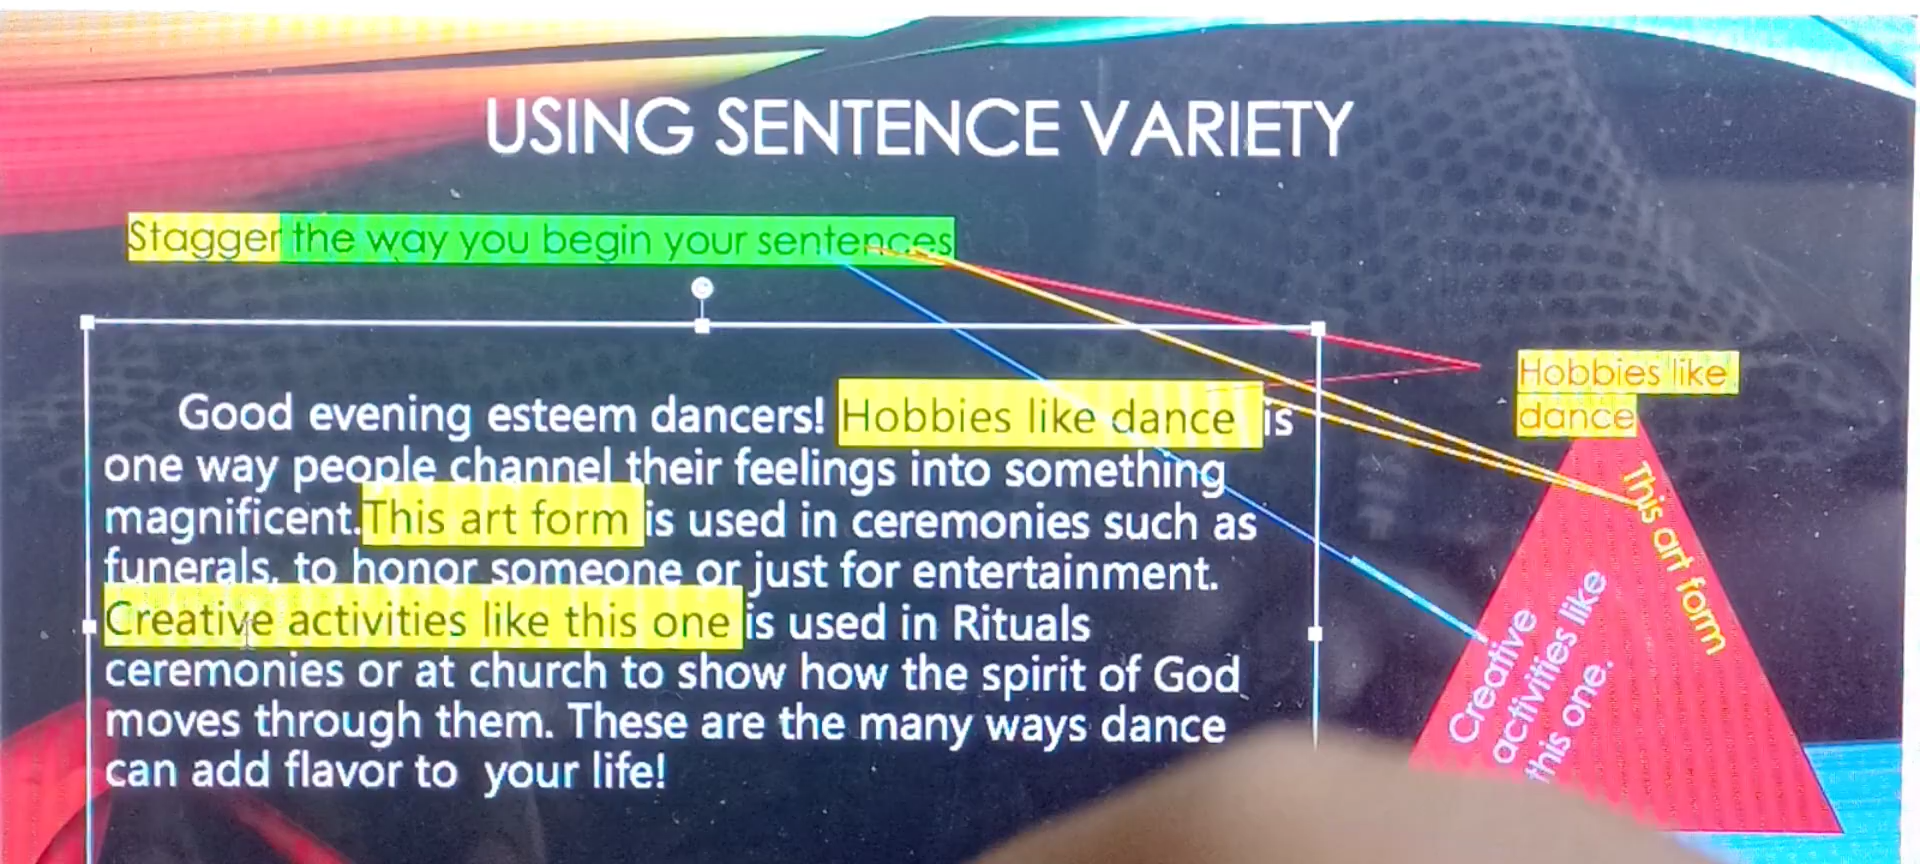 USING SENTENCE VARIETY
Stagger the way you begin your sentences
Good evening esteem dancers! Hobbies like dance is
one way people channel their feelings into something
magnificent.This art form is used in ceremonies such as
funerals, to honor someone or just for entertainment.
Creative activities like this one is used in Rituals
ceremonies or at church to show how the spirit of God
moves through them. These are the many ways dance
can add flavor to your life!
Hobbies like
dance
This art form
Creative
activities like
this one.